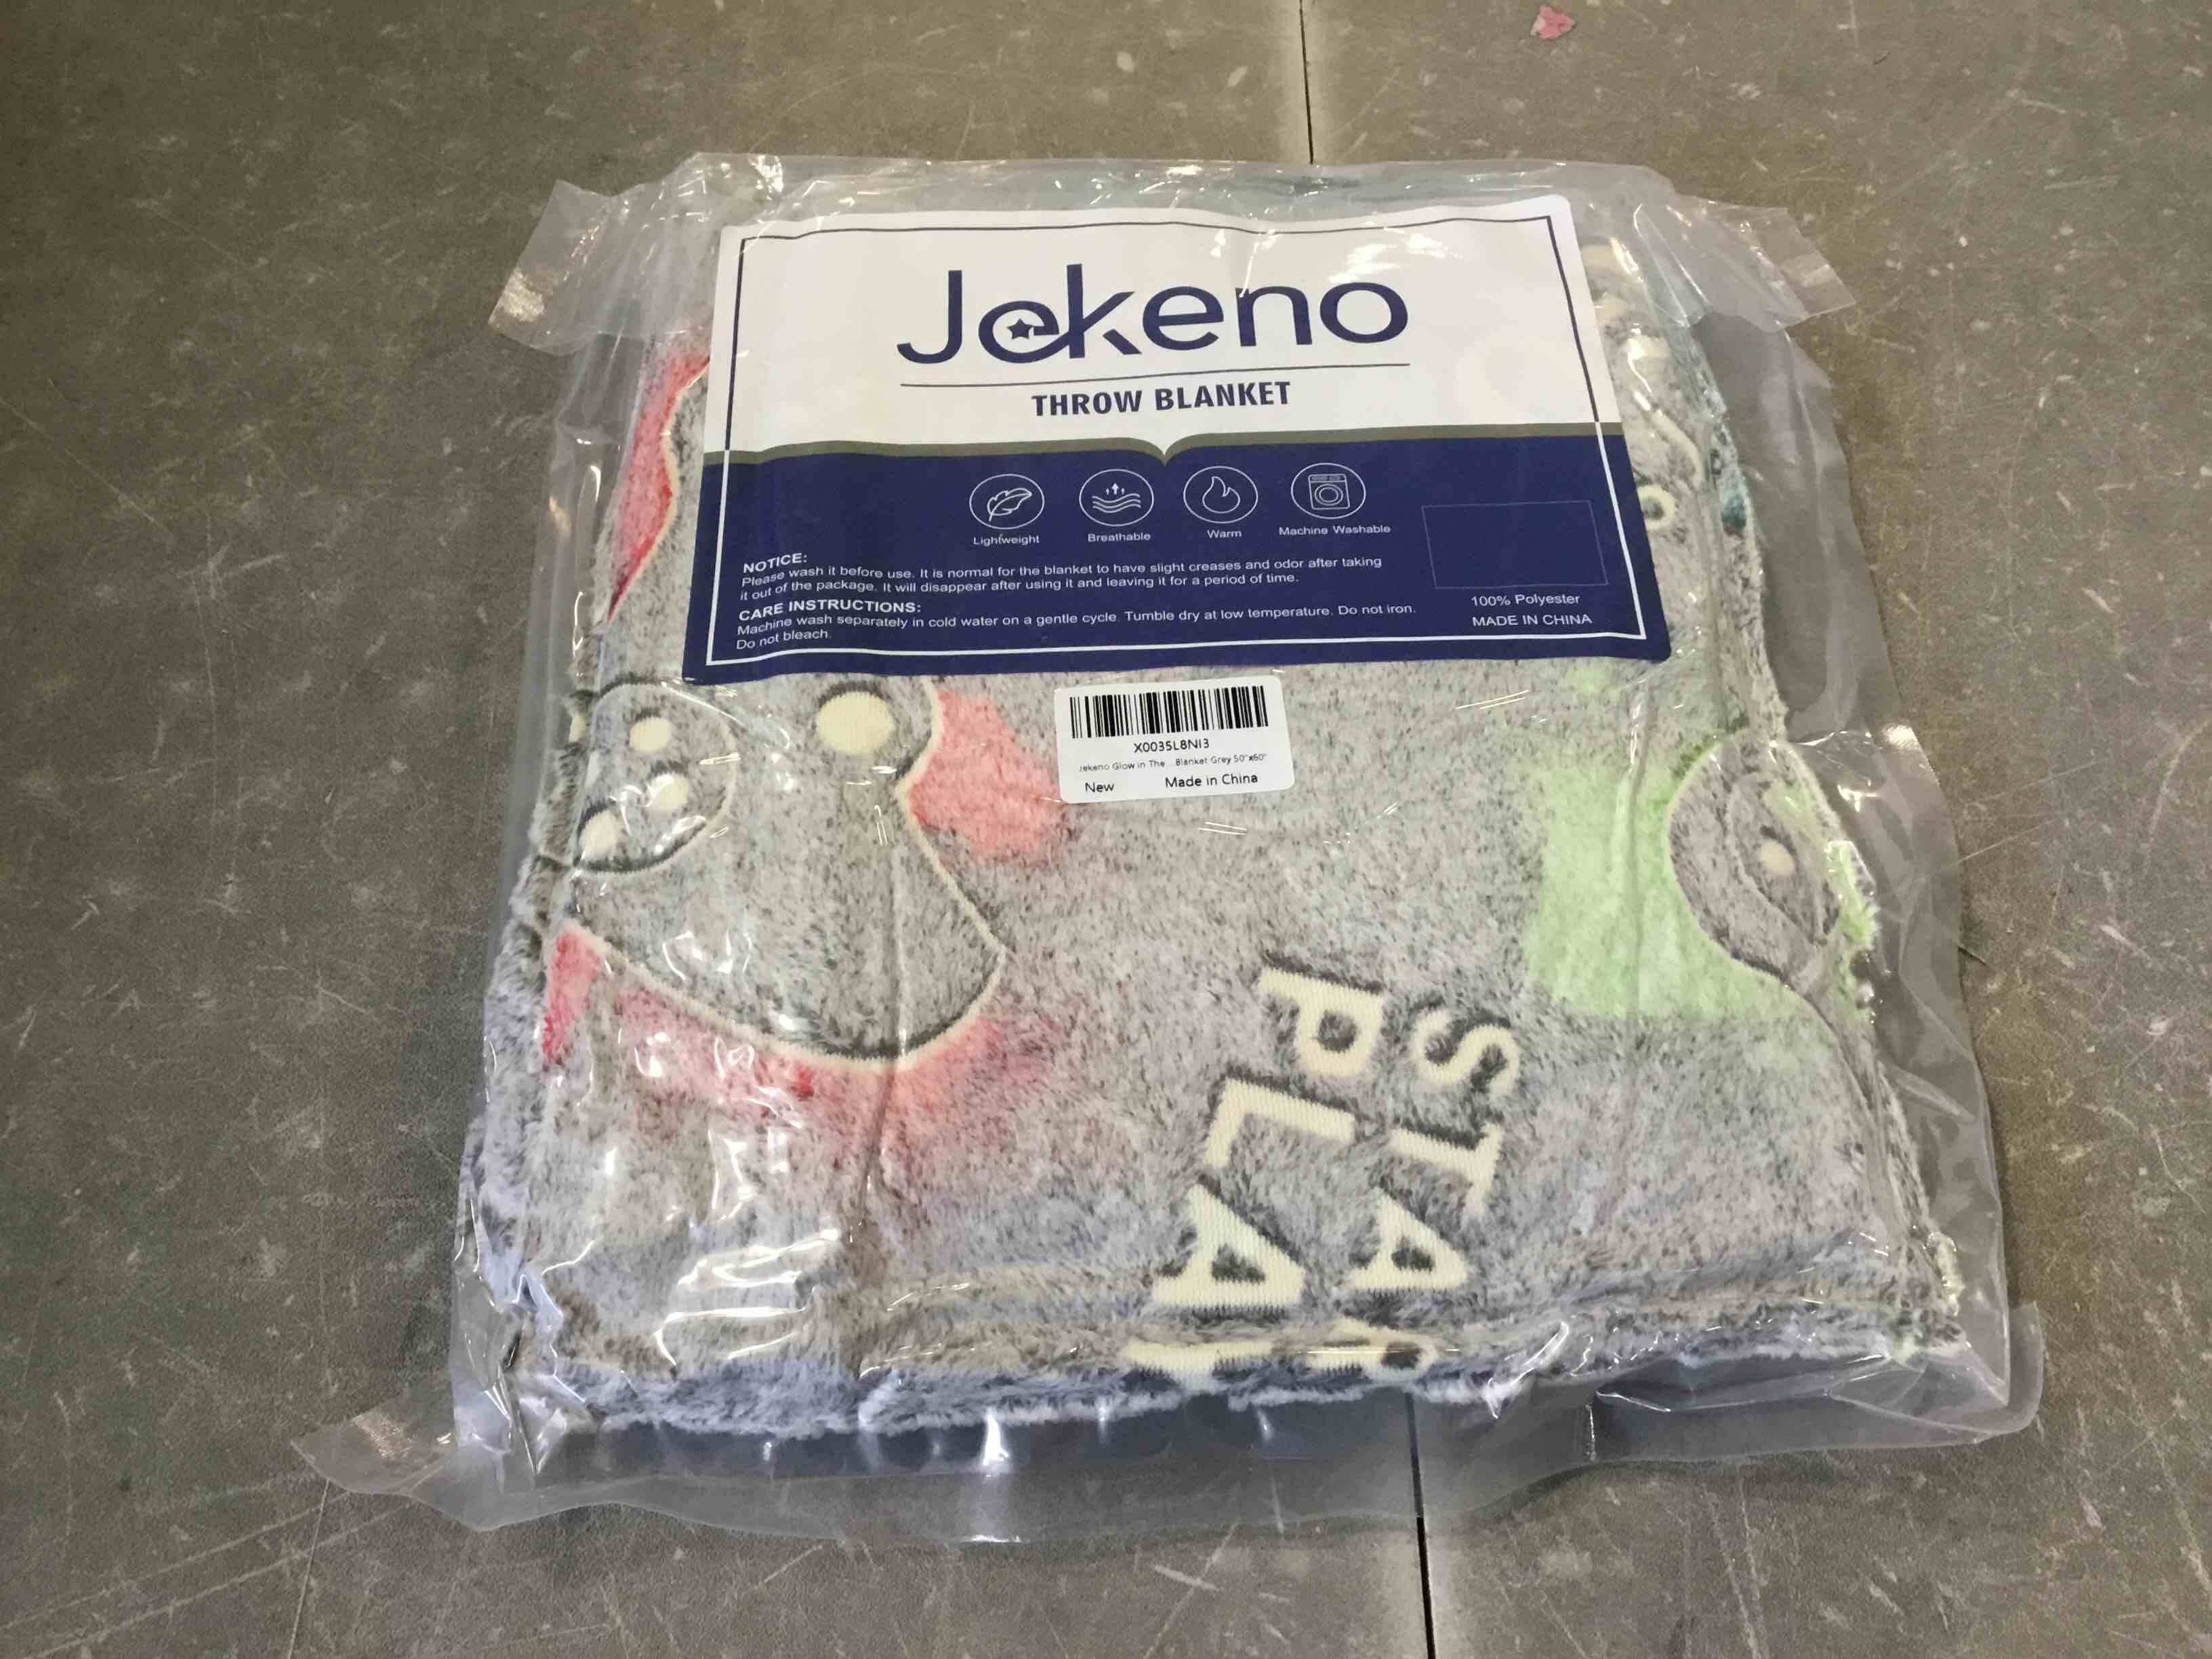 Jekeno
THROW BLANKET
Lightweight
Breathable
Warm
Machine Washable
NOTICE:
Please wash it before use. It is normal for the blanket to have slight creases and odor after taking
it out of the package. It will disappear after using it and leaving it for a period of time.
CARE INSTRUCTIONS:
Machine wash separately in cold water on a gentle cycle. Tumble dry at low temperature. Do not iron.
Do not bleach.
100% Polyester
MADE IN CHINA
X0035L8NI3
Jekeno Glow in The ...Blanket Grey 50"x60"
New Made in China
STAR
PLA